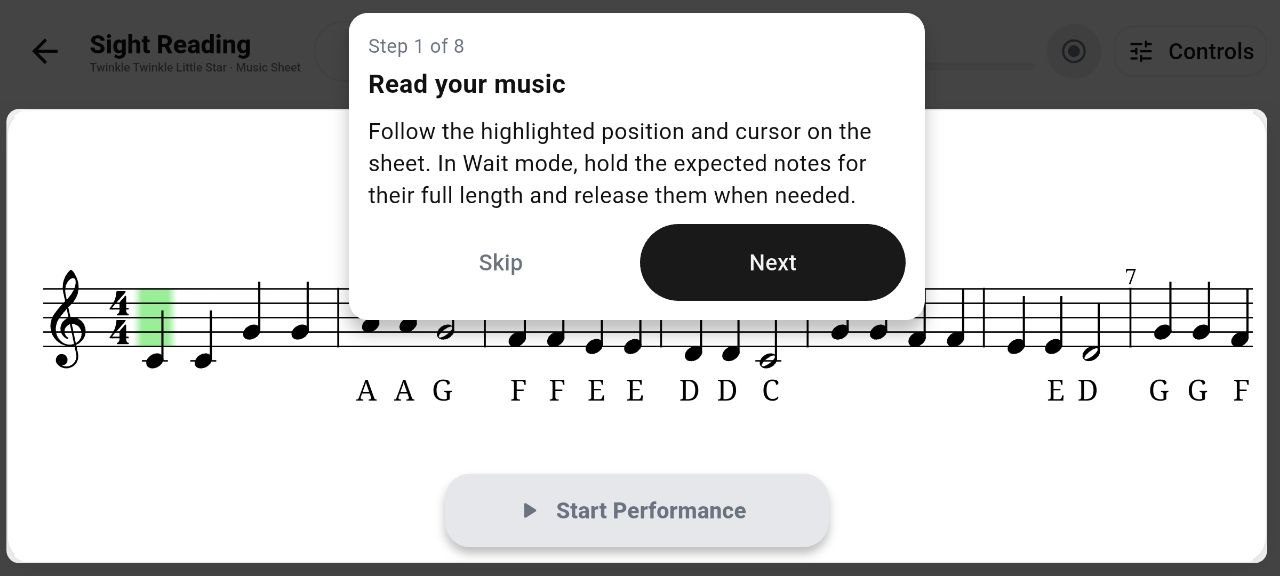 Step 1 of 8
Sight Reading
Read your music
Twinkle Twinkle Little Star · Music Sheet
Controls
Follow the highlighted position and cursor on the
sheet. In Wait mode, hold the expected notes for
their full length and release them when needed.
Skip
Next
7
4
4
A A G F F E E D D C E D G G F
Start Performance